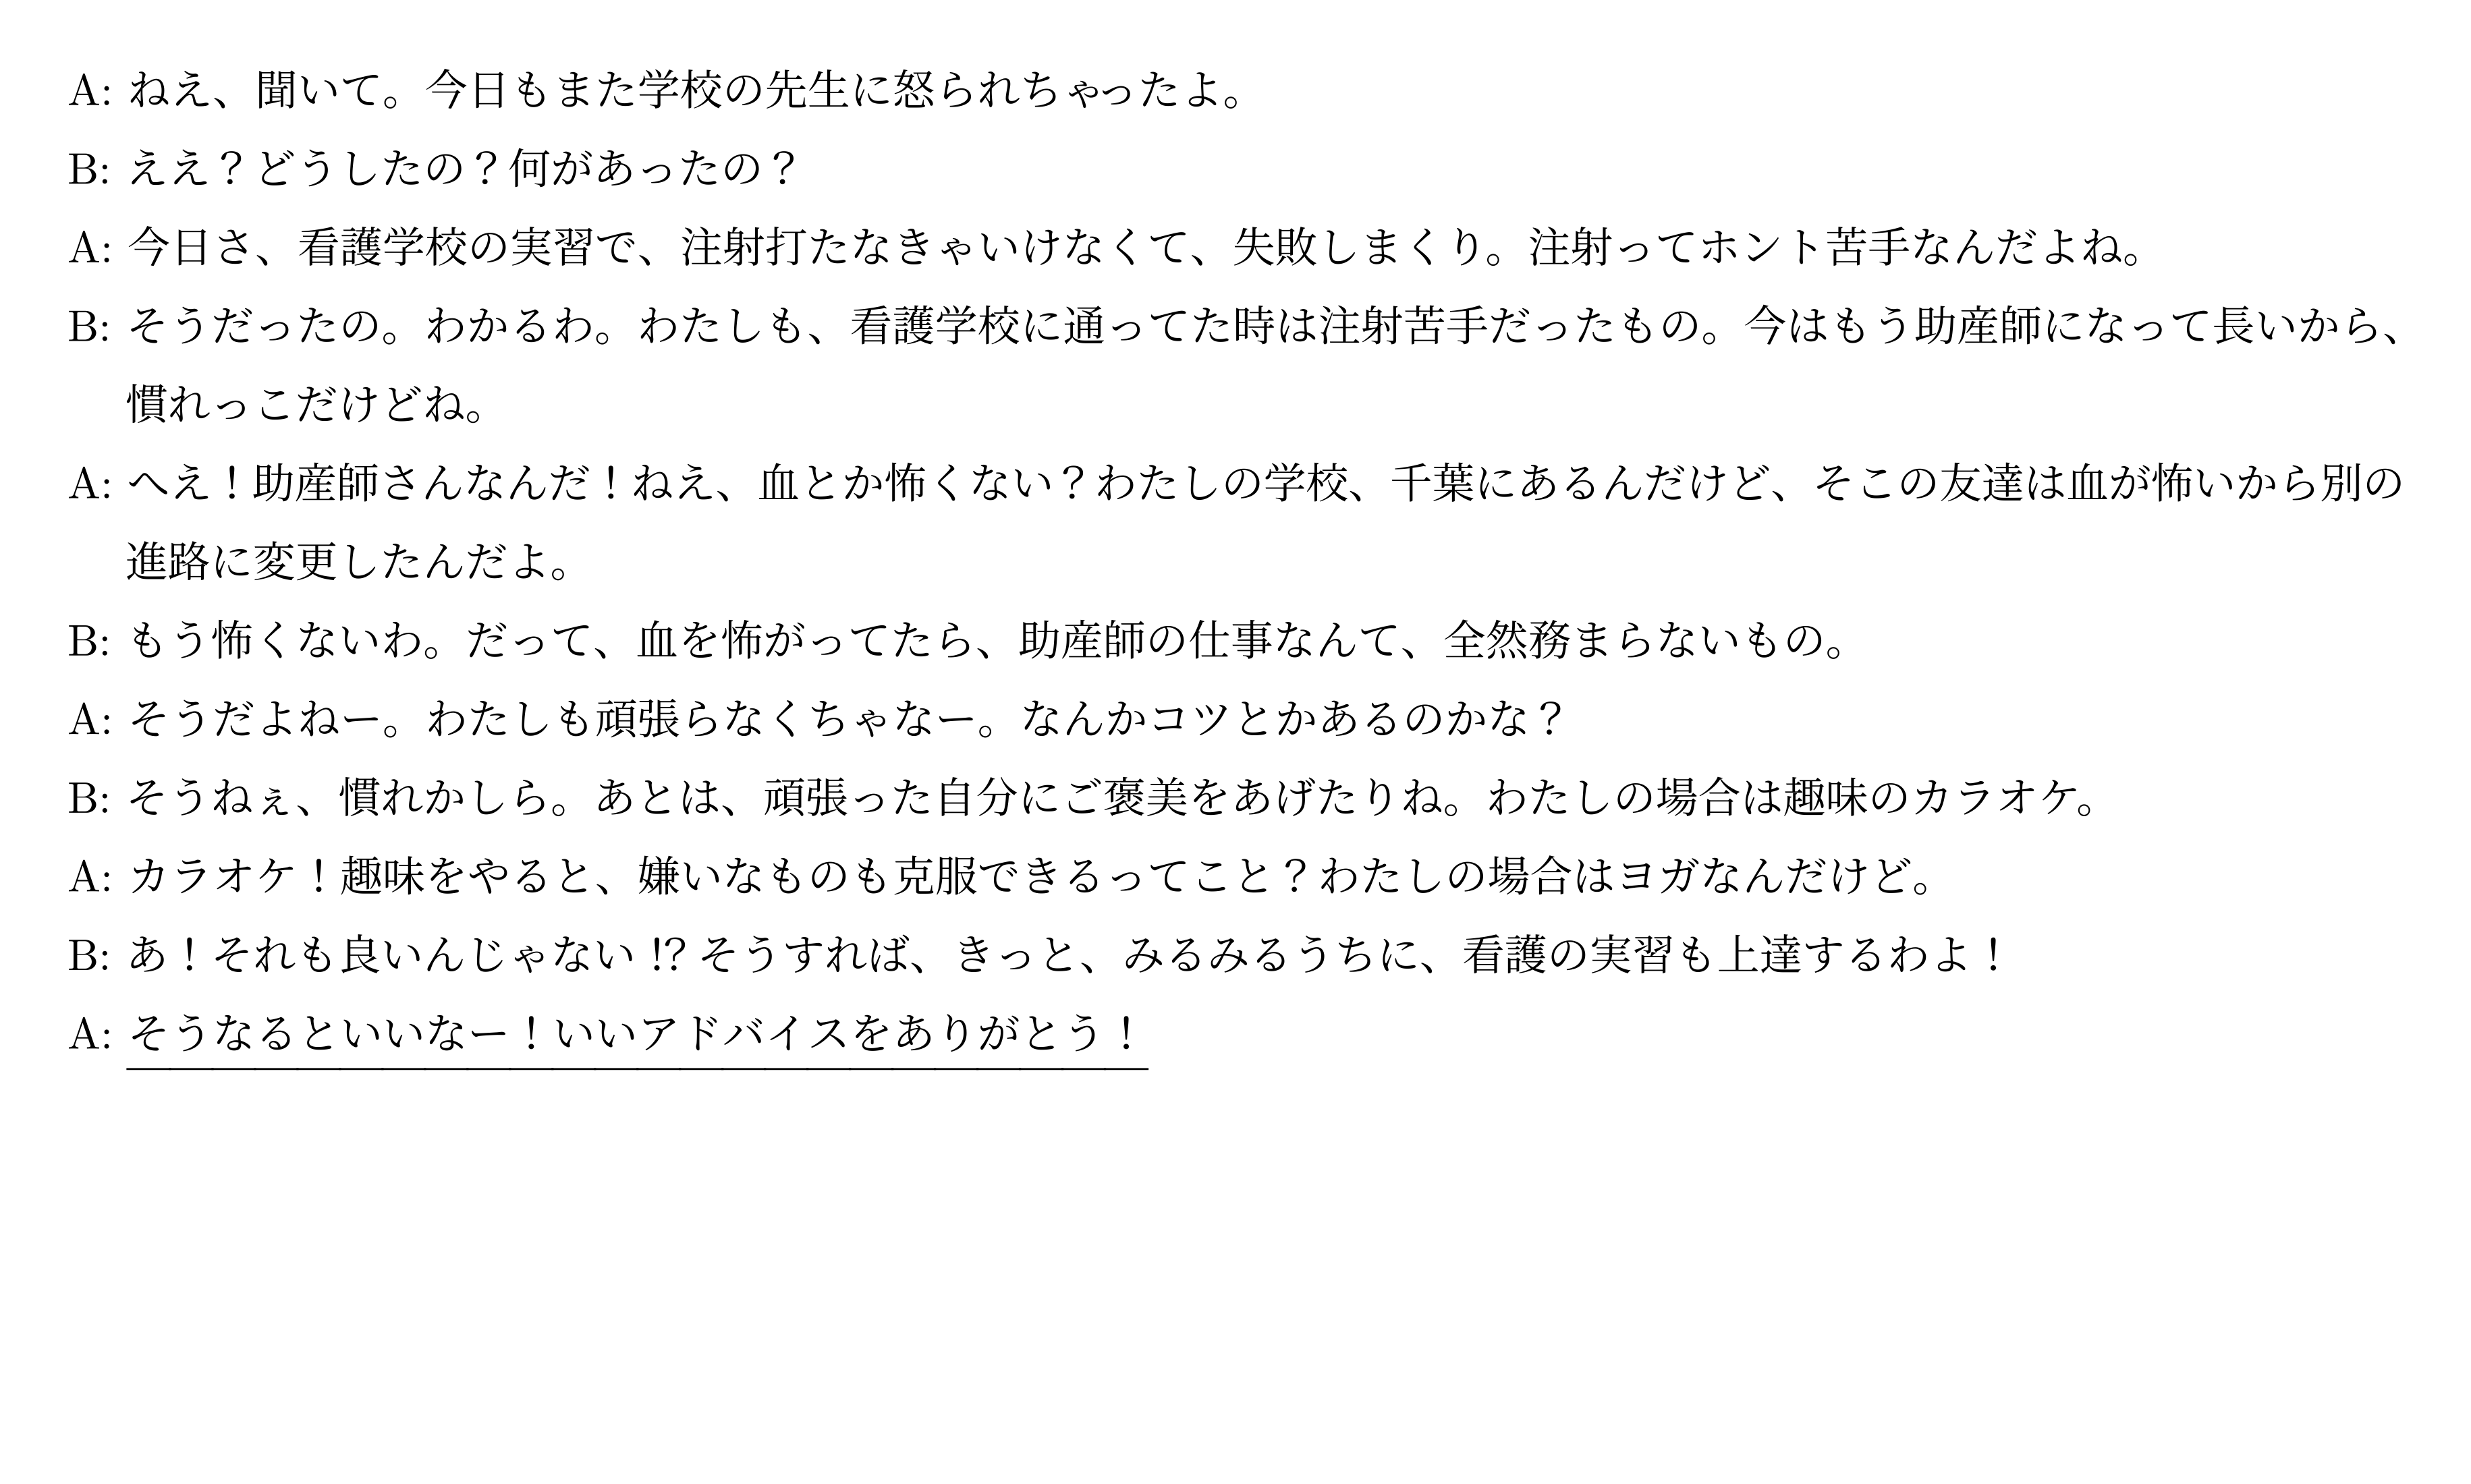 A: ねえ、聞いて。今日もまた学校の先生に怒られちゃったよ。
B: ええ？どうしたの？何があったの？
A: 今日さ、看護学校の実習で、注射打たなきゃいけなくて、失敗しまくり。注射ってホント苦手なんだよね。
B: そうだったの。わかるわ。わたしも、看護学校に通ってた時は注射苦手だったもの。今はもう助産師になって長いから、
慣れっこだけどね。
A: へえ！助産師さんなんだ！ねえ、血とか怖くない？わたしの学校、千葉にあるんだけど、そこの友達は血が怖いから別の
進路に変更したんだよ。
B: もう怖くないわ。だって、血を怖がってたら、助産師の仕事なんて、全然務まらないもの。
A: そうだよねー。わたしも頑張らなくちゃなー。なんかコツとかあるのかな？
B: そうねぇ、慣れかしら。あとは、頑張った自分にご褒美をあげたりね。わたしの場合は趣味のカラオケ。
A: カラオケ！趣味をやると、嫌いなものも克服できるってこと？わたしの場合はヨガなんだけど。
B: あ！それも良いんじゃない⁉そうすれば、きっと、みるみるうちに、看護の実習も上達するわよ！
A: そうなるといいなー！いいアドバイスをありがとう！